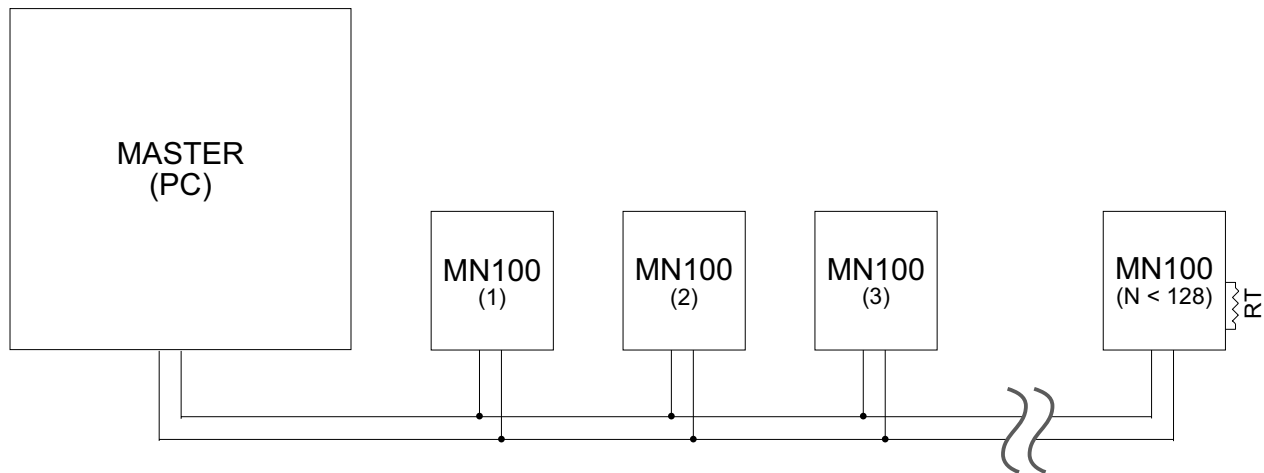 MASTER
(PC)
MN100
(1)
MN100
(2)
MN100
(3)
MN100
(N < 128)
RT